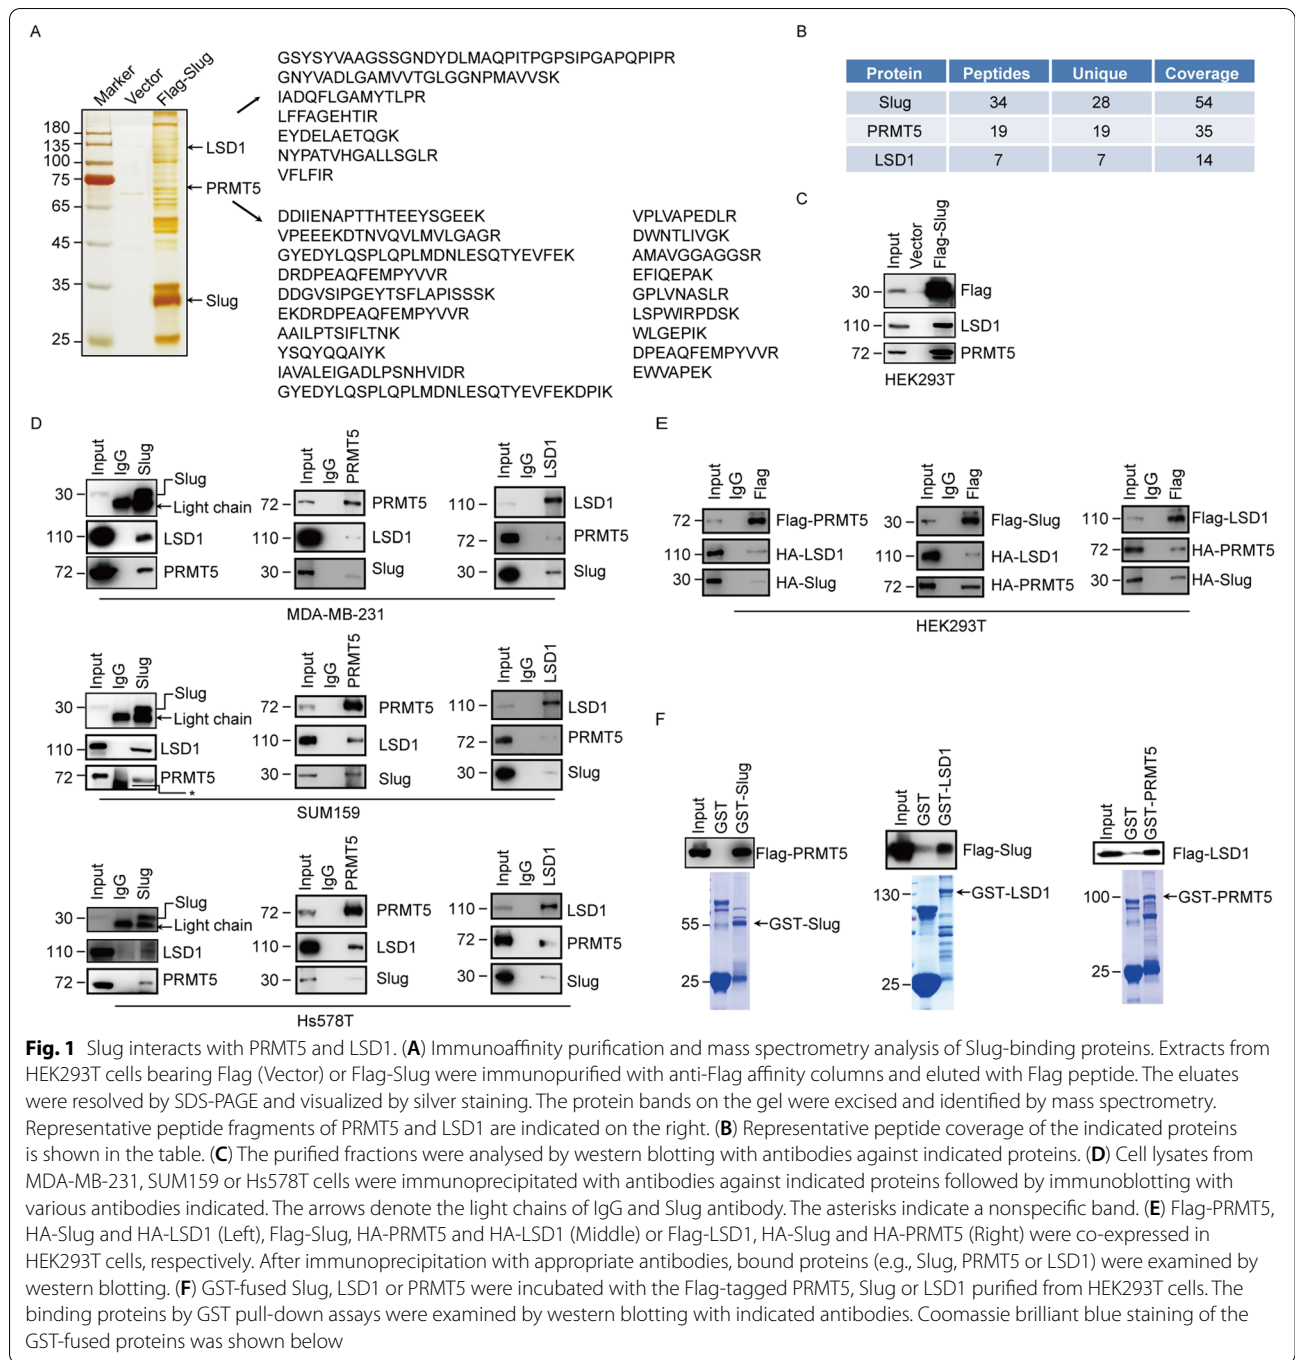 A
Marker
Vector
Flag-Slug
180
135
100
75
65
45
35
25
LSD1
PRMT5
Slug
GSYSYVAAGSSGNDYDLMAQPITPGPSIPGAPQPIPR
GNYVADLGAMVVTGLGGNPMAVVSK
IADQFLGAMYTLPR
LFFAGEHTIR
EYDELAETQGK
NYPATVHGALLSGLR
VFLFIR
DDIIENAPTTHTEEYSGEEK
VPEEEKDTNVQVLMVLGAGR
GYEDYLQSPLQPLMDNLESQTYEVFEK
DRDPEAQFEMPYVVR
DDGVSIPGEYTSFLAPISSSK
EKDRDPEAQFEMPYVVR
AAILPTSIFLTNK
YSQYQQAIYK
IAVALEIGADLPSNHVIDR
GYEDYLQSPLQPLMDNLESQTYEVFEKDPIK
VPLVAPEDLR
DWNTLIVGK
AMAVGGAGGSR
EFIQEPAK
GPLVNASLR
LSPWIRPDSK
WLGEPIK
DPEAQFEMPYVVR
EWVAPEK
B
Protein Peptides Unique Coverage
Slug 34 28 54
PRMT5 19 19 35
LSD1 7 7 14
C
Input
Vector
Flag-Slug
30 Flag
110 LSD1
72 PRMT5
HEK293T
D
Input IgG Slug
30 Slug
Light chain
110 LSD1
72 PRMT5
Input IgG PRMT5
72 PRMT5
110 LSD1
30 Slug
Input IgG LSD1
110 LSD1
72 PRMT5
30 Slug
MDA-MB-231
Input IgG Slug
30 Slug
Light chain
110 LSD1
72 PRMT5
*
Input IgG PRMT5
72 PRMT5
110 LSD1
30 Slug
Input IgG LSD1
110 LSD1
72 PRMT5
30 Slug
SUM159
Input IgG Slug
30 Slug
Light chain
110 LSD1
72 PRMT5
Input IgG PRMT5
72 PRMT5
110 LSD1
30 Slug
Input IgG LSD1
110 LSD1
72 PRMT5
30 Slug
Hs578T
E
Input IgG Flag
72 Flag-PRMT5
110 HA-LSD1
30 HA-Slug
Input IgG Flag
30 Flag-Slug
110 HA-LSD1
72 HA-PRMT5
Input IgG Flag
110 Flag-LSD1
72 HA-PRMT5
30 HA-Slug
HEK293T
F
Input GST GST-Slug
Flag-PRMT5
55 GST-Slug
25
Input GST GST-LSD1
Flag-Slug
130 GST-LSD1
25
Input GST GST-PRMT5
Flag-LSD1
100 GST-PRMT5
25
Fig. 1 Slug interacts with PRMT5 and LSD1. (A) Immunoaffinity purification and mass spectrometry analysis of Slug-binding proteins. Extracts from
HEK293T cells bearing Flag (Vector) or Flag-Slug were immunopurified with anti-Flag affinity columns and eluted with Flag peptide. The eluates
were resolved by SDS-PAGE and visualized by silver staining. The protein bands on the gel were excised and identified by mass spectrometry.
Representative peptide fragments of PRMT5 and LSD1 are indicated on the right. (B) Representative peptide coverage of the indicated proteins
is shown in the table. (C) The purified fractions were analysed by western blotting with antibodies against indicated proteins. (D) Cell lysates from
MDA-MB-231, SUM159 or Hs578T cells were immunoprecipitated with antibodies against indicated proteins followed by immunoblotting with
various antibodies indicated. The arrows denote the light chains of IgG and Slug antibody. The asterisks indicate a nonspecific band. (E) Flag-PRMT5,
HA-Slug and HA-LSD1 (Left), Flag-Slug, HA-PRMT5 and HA-LSD1 (Middle) or Flag-LSD1, HA-Slug and HA-PRMT5 (Right) were co-expressed in
HEK293T cells, respectively. After immunoprecipitation with appropriate antibodies, bound proteins (e.g., Slug, PRMT5 or LSD1) were examined by
western blotting. (F) GST-fused Slug, LSD1 or PRMT5 were incubated with the Flag-tagged PRMT5, Slug or LSD1 purified from HEK293T cells. The
binding proteins by GST pull-down assays were examined by western blotting with indicated antibodies. Coomassie brilliant blue staining of the
GST-fused proteins was shown below